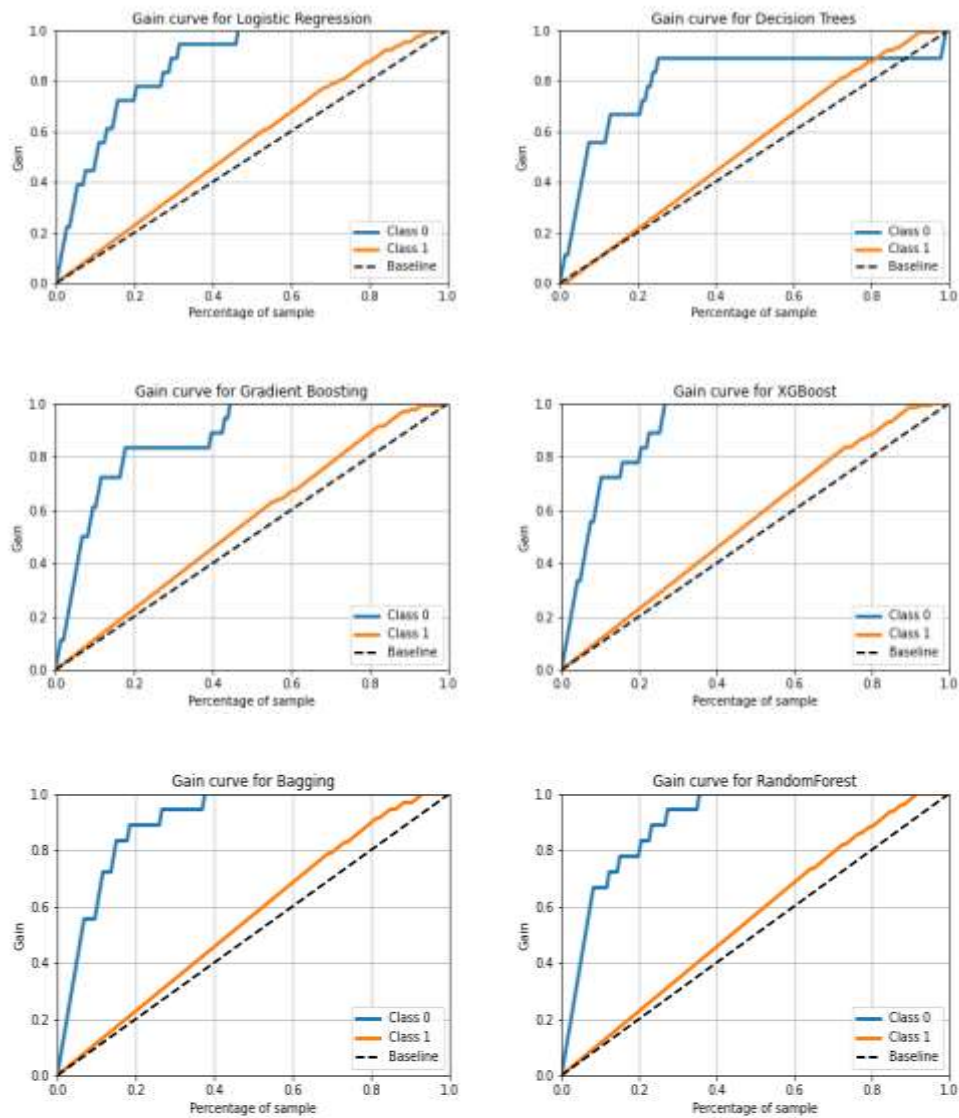 Gain curve for Logistic Regression
1.0
0.8
0.6
0.4
0.2
0.0
Gain
Class 0
Class 1
Baseline
0.0 0.2 0.4 0.6 0.8 1.0
Percentage of sample
Gain curve for Decision Trees
1.0
0.8
0.6
0.4
0.2
0.0
Gain
Class 0
Class 1
Baseline
0.0 0.2 0.4 0.6 0.8 1.0
Percentage of sample
Gain curve for Gradient Boosting
1.0
0.8
0.6
0.4
0.2
0.0
Gain
Class 0
Class 1
Baseline
0.0 0.2 0.4 0.6 0.8 1.0
Percentage of sample
Gain curve for XGBoost
1.0
0.8
0.6
0.4
0.2
0.0
Gain
Class 0
Class 1
Baseline
0.0 0.2 0.4 0.6 0.8 1.0
Percentage of sample
Gain curve for Bagging
1.0
0.8
0.6
0.4
0.2
0.0
Gain
Class 0
Class 1
Baseline
0.0 0.2 0.4 0.6 0.8 1.0
Percentage of sample
Gain curve for RandomForest
1.0
0.8
0.6
0.4
0.2
0.0
Gain
Class 0
Class 1
Baseline
0.0 0.2 0.4 0.6 0.8 1.0
Percentage of sample